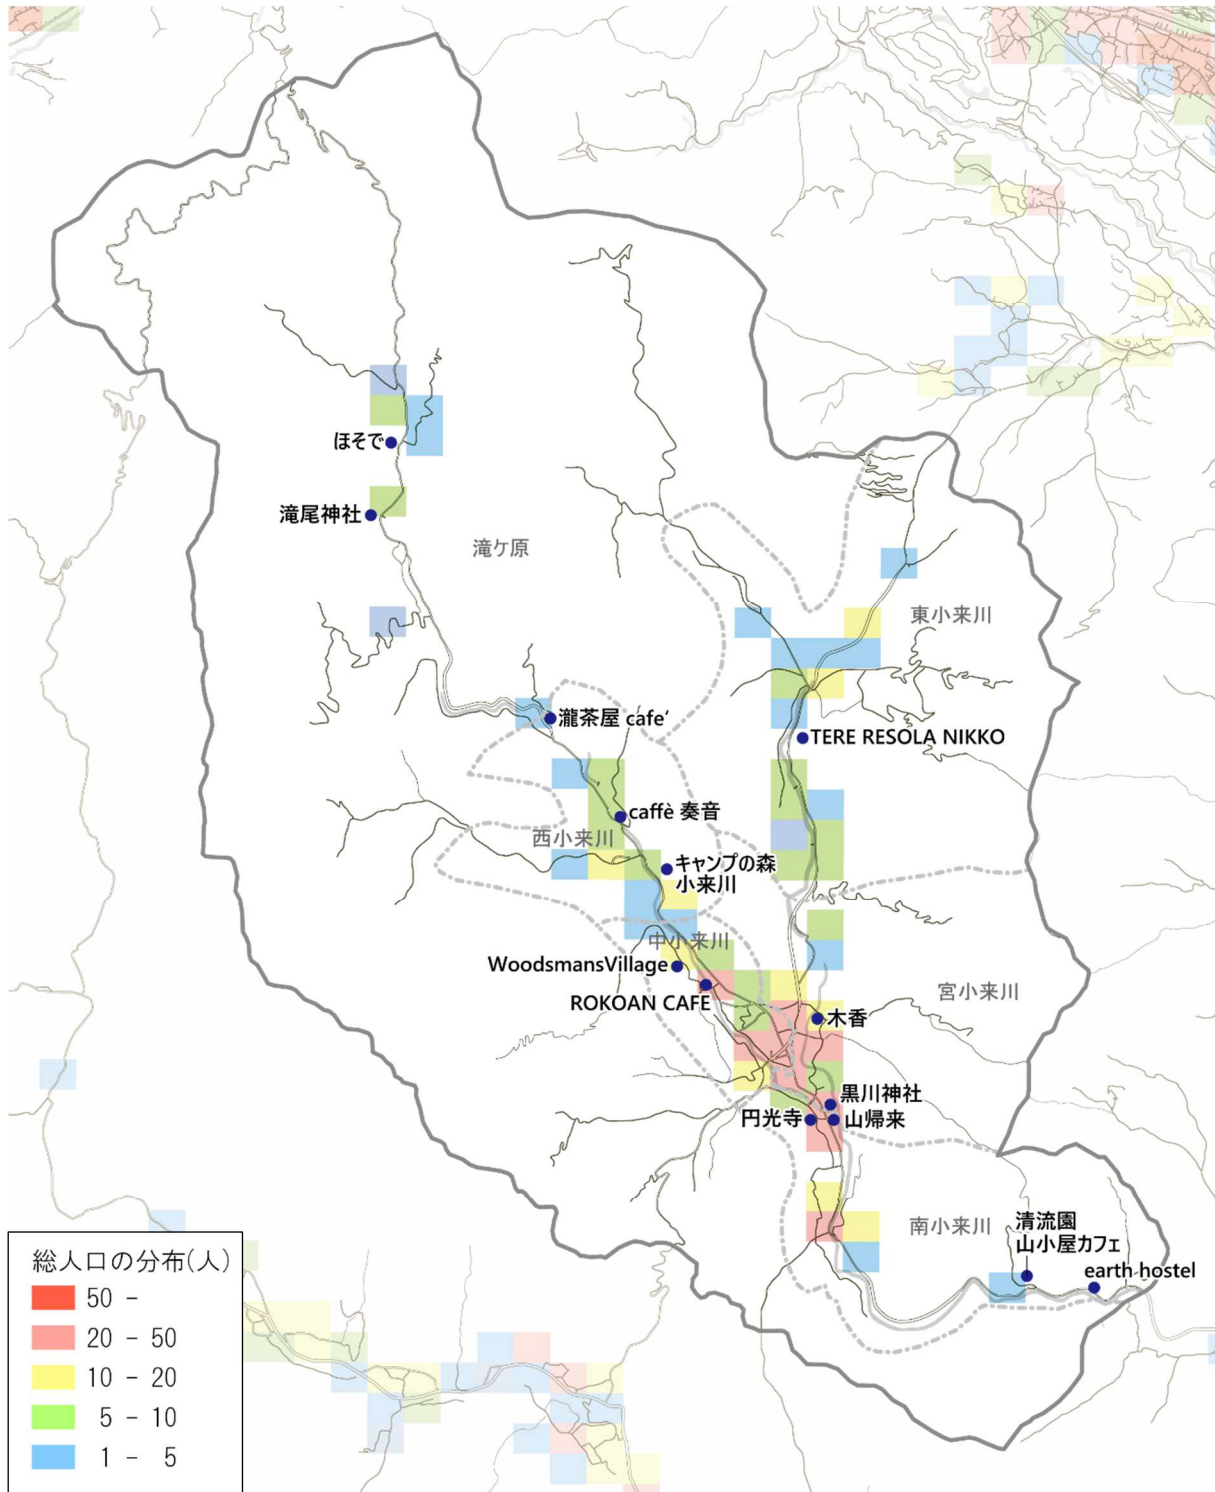 ほそで
滝尾神社
滝ケ原
東小来川
瀧茶屋 cafe’
TERE RESOLA NIKKO
caffè 奏音
西小来川
キャンプの森
小来川
中小来川
WoodsmansVillage
ROKOAN CAFE
宮小来川
木香
黒川神社
円光寺
山帰来
南小来川
清流園
山小屋カフェ
earth hostel
総人口の分布(人)
50 -
20 - 50
10 - 20
5 - 10
1 - 5